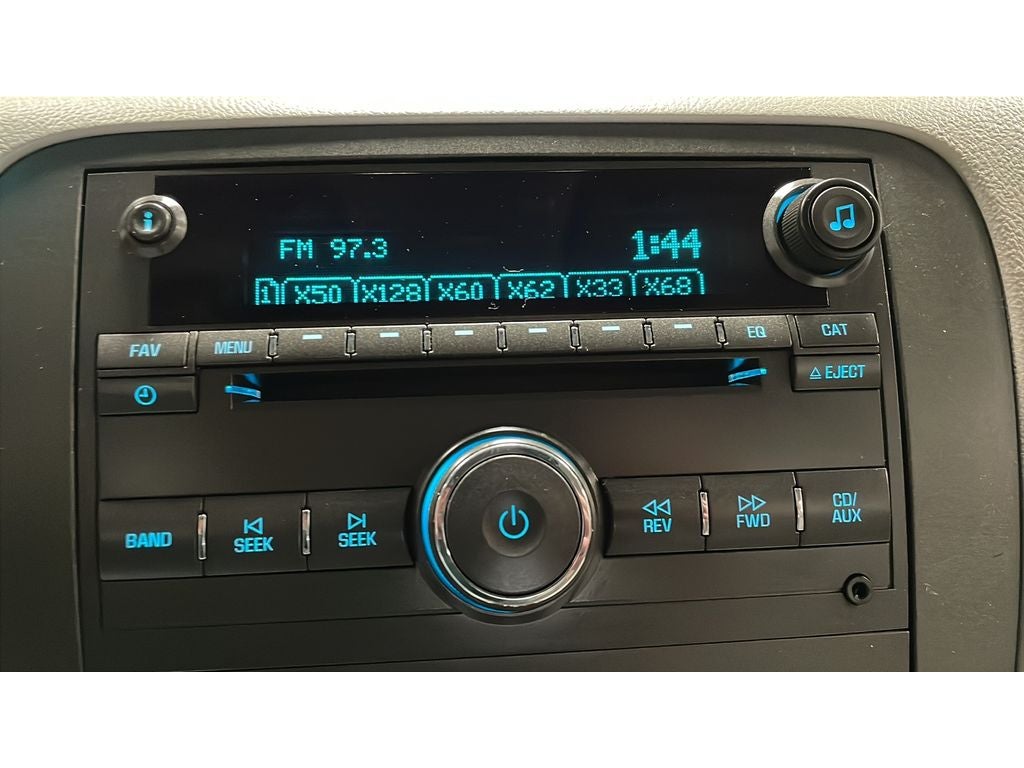 i
FM 97.3 1:44
1 X50 X128 X60 X62 X33 X68
FAV MENU EQ CAT
EJECT
BAND SEEK SEEK REV FWD CD/
AUX